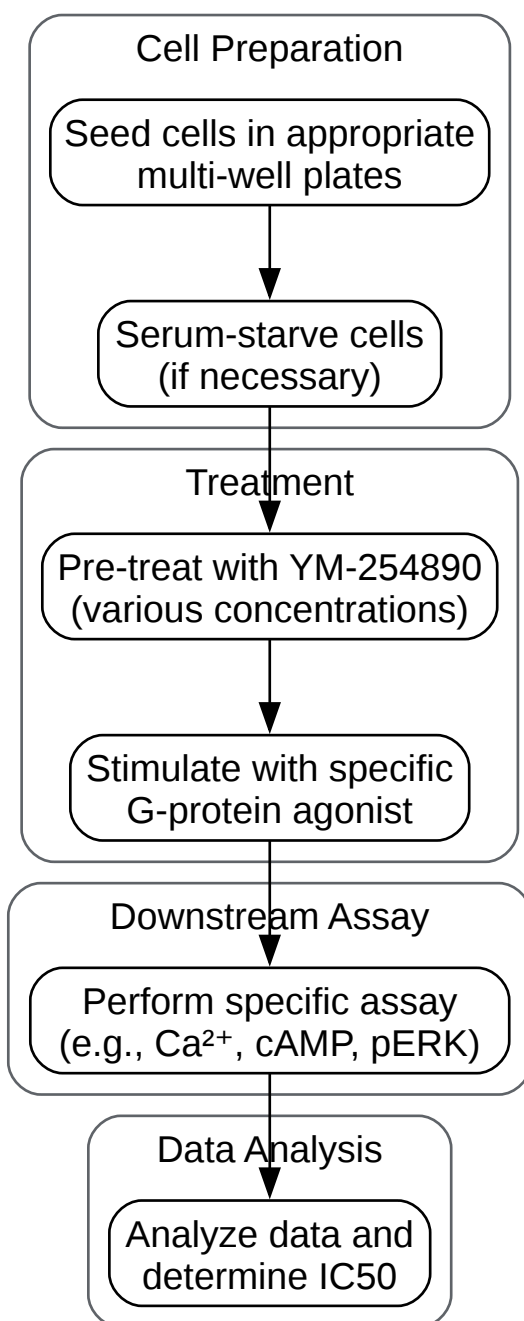 Cell Preparation
Seed cells in appropriate
multi-well plates
Serum-starve cells
(if necessary)
Treatment
Pre-treat with YM-254890
(various concentrations)
Stimulate with specific
G-protein agonist
Downstream Assay
Perform specific assay
(e.g., Ca²⁺, cAMP, pERK)
Data Analysis
Analyze data and
determine IC50